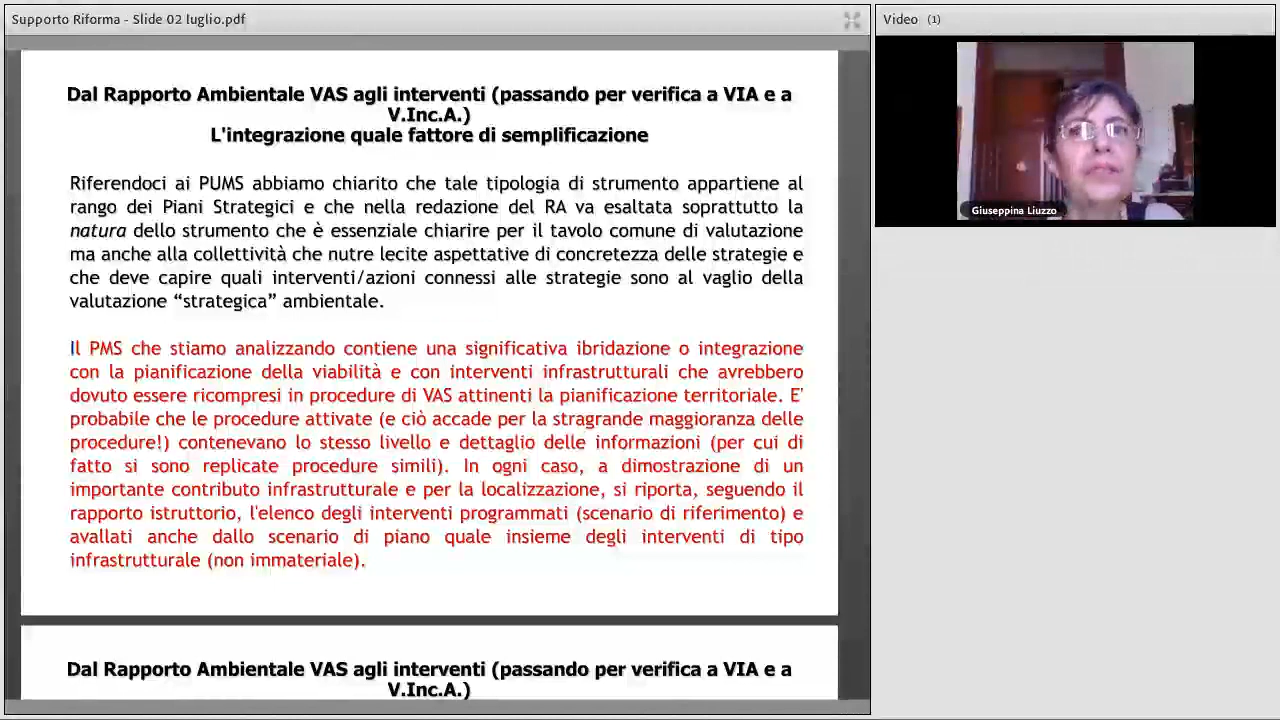 Supporto Riforma - Slide 02 luglio.pdf
Dal Rapporto Ambientale VAS agli interventi (passando per verifica a VIA e a
V.Inc.A.)
L'integrazione quale fattore di semplificazione
Riferendoci ai PUMS abbiamo chiarito che tale tipologia di strumento appartiene al
rango dei Piani Strategici e che nella redazione del RA va esaltata soprattutto la
natura dello strumento che è essenziale chiarire per il tavolo comune di valutazione
ma anche alla collettività che nutre lecite aspettative di concretezza delle strategie e
che deve capire quali interventi/azioni connessi alle strategie sono al vaglio della
valutazione “strategica” ambientale.
Il PMS che stiamo analizzando contiene una significativa ibridazione o integrazione
con la pianificazione della viabilità e con interventi infrastrutturali che avrebbero
dovuto essere ricompresi in procedure di VAS attinenti la pianificazione territoriale. E'
probabile che le procedure attivate (e ciò accade per la stragrande maggioranza delle
procedure!) contenevano lo stesso livello e dettaglio delle informazioni (per cui di
fatto si sono replicate procedure simili). In ogni caso, a dimostrazione di un
importante contributo infrastrutturale e per la localizzazione, si riporta, seguendo il
rapporto istruttorio, l'elenco degli interventi programmati (scenario di riferimento) e
avallati anche dallo scenario di piano quale insieme degli interventi di tipo
infrastrutturale (non immateriale).
Dal Rapporto Ambientale VAS agli interventi (passando per verifica a VIA e a
V.Inc.A.)
Video (1)
Giuseppina Liuzzo